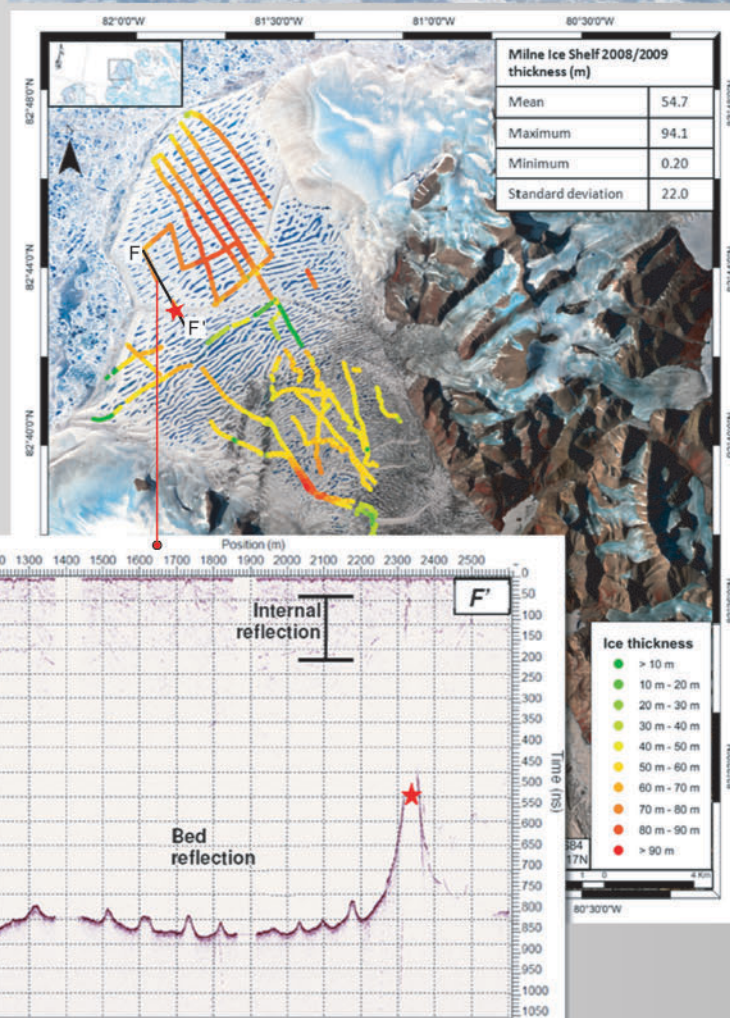 82°0'0"W 81°30'0"W 81°0'0"W 80°30'0"W
82°48'0"N
82°44'0"N
82°40'0"N
Milne Ice Shelf 2008/2009
thickness (m)
Mean 54.7
Maximum 94.1
Minimum 0.20
Standard deviation 22.0
F
F'
Position (m)
1300 1400 1500 1600 1700 1800 1900 2000 2100 2200 2300 2400 2500
F'
Internal
reflection
Bed
reflection
0
50
100
150
200
250
300
350
400
450
500
550
600
650
700
750
800
850
900
950
1000
1050
Time (ns)
Ice thickness
> 10 m
10 m - 20 m
20 m - 30 m
30 m - 40 m
40 m - 50 m
50 m - 60 m
60 m - 70 m
70 m - 80 m
80 m - 90 m
> 90 m
S84
17N
1 0 4 Km
80°30'0"W